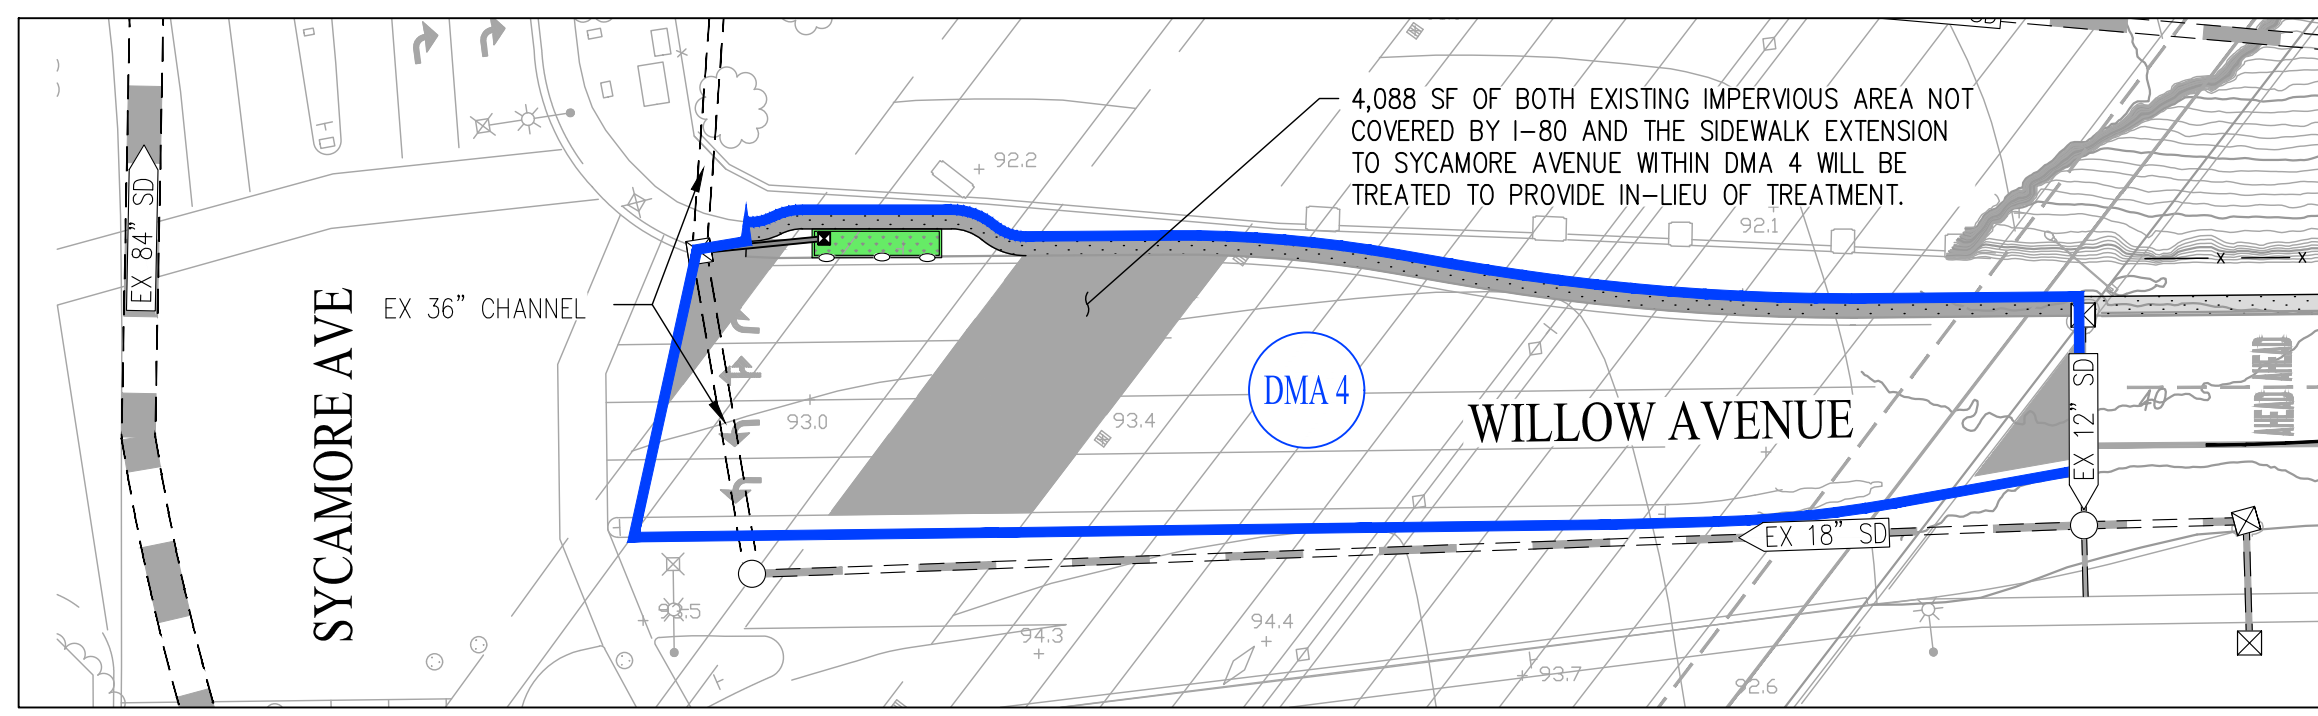 4,088 SF OF BOTH EXISTING IMPERVIOUS AREA NOT
COVERED BY I-80 AND THE SIDEWALK EXTENSION
TO SYCAMORE AVENUE WITHIN DMA 4 WILL BE
TREATED TO PROVIDE IN-LIEU OF TREATMENT.
92.2
92.1
EX 84" SD
SYCAMORE AVE
EX 36" CHANNEL
93.0
93.4
DMA 4
WILLOW AVENUE
EX 12" SD
40
AHEAD AHEAD
EX 18" SD
93.5
94.3
94.4
93.7
92.6
X X